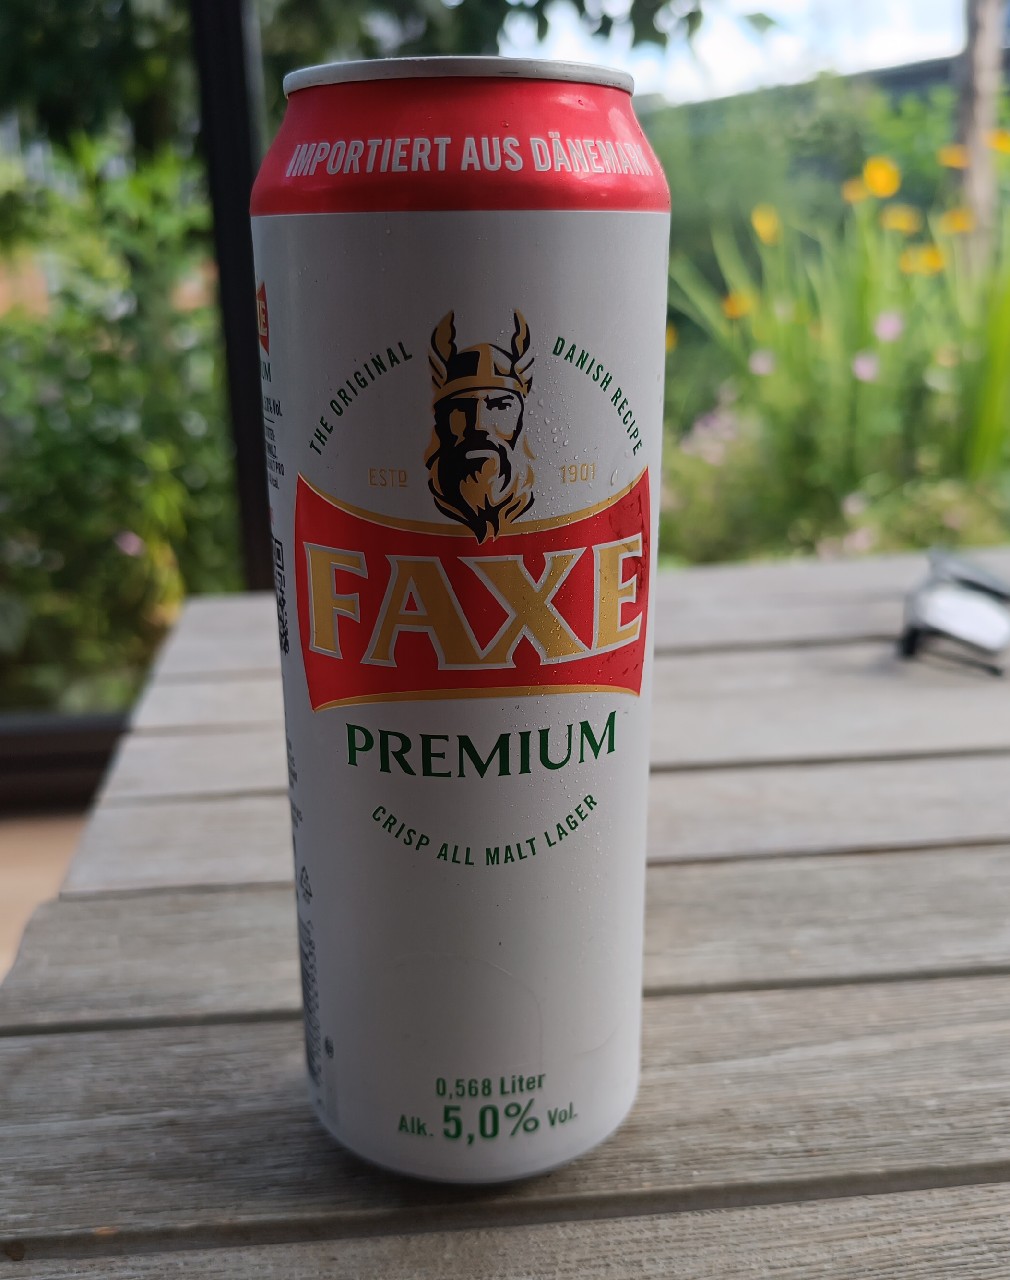 IMPORTIERT AUS DÄNEMARK
THE ORIGINAL
DANISH RECIPE
ESTD
1901
FAXE
PREMIUM
CRISP ALL MALT LAGER
0,568 Liter
Alk. 5,0% Vol.